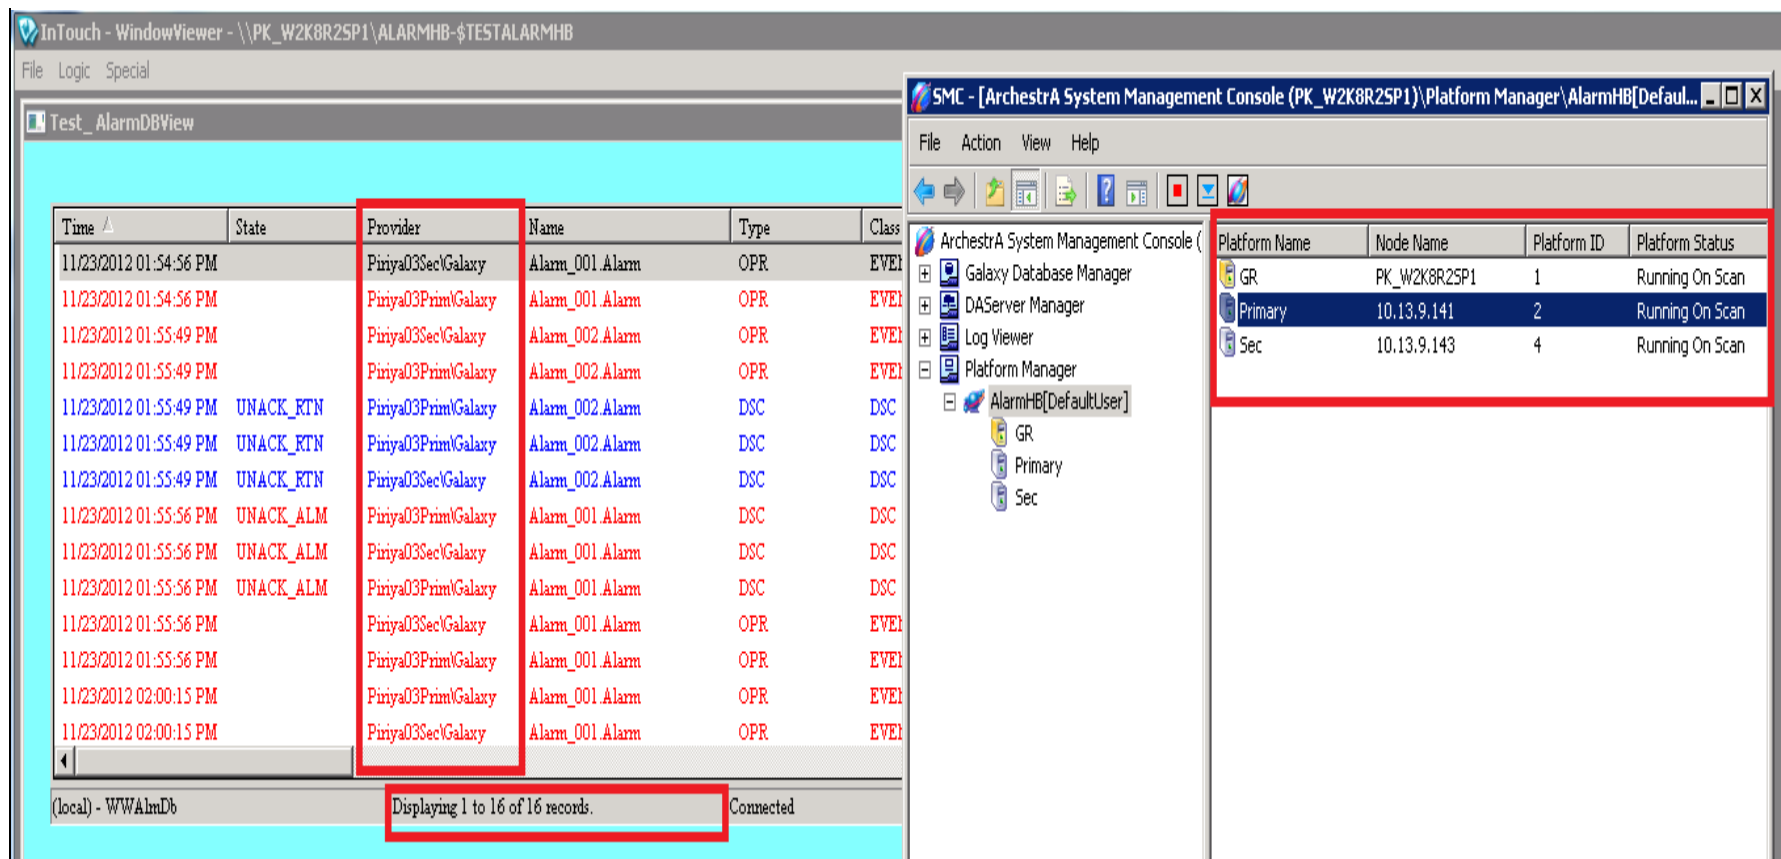 InTouch - WindowViewer - \\PK_W2K8R2SP1\ALARMHB-$TESTALARMHB
File Logic Special
Test_ AlarmDBView
Time State Provider Name Type Class
11/23/2012 01:54:56 PM Piriya03Sec\Galaxy Alarm_001.Alarm OPR
11/23/2012 01:54:56 PM Piriya03Prim\Galaxy Alarm_001.Alarm OPR
11/23/2012 01:55:49 PM Piriya03Sec\Galaxy Alarm_002.Alarm OPR
11/23/2012 01:55:49 PM Piriya03Prim\Galaxy Alarm_002.Alarm OPR
11/23/2012 01:55:49 PM UNACK_RTN Piriya03Prim\Galaxy Alarm_002.Alarm DSC DSC
11/23/2012 01:55:49 PM UNACK_RTN Piriya03Prim\Galaxy Alarm_002.Alarm DSC DSC
11/23/2012 01:55:49 PM UNACK_RTN Piriya03Sec\Galaxy Alarm_002.Alarm DSC DSC
11/23/2012 01:55:56 PM UNACK_ALM Piriya03Prim\Galaxy Alarm_001.Alarm DSC DSC
11/23/2012 01:55:56 PM UNACK_ALM Piriya03Sec\Galaxy Alarm_001.Alarm DSC DSC
11/23/2012 01:55:56 PM UNACK_ALM Piriya03Prim\Galaxy Alarm_001.Alarm DSC DSC
11/23/2012 01:55:56 PM Piriya03Sec\Galaxy Alarm_001.Alarm OPR
11/23/2012 01:55:56 PM Piriya03Prim\Galaxy Alarm_001.Alarm OPR
11/23/2012 02:00:15 PM Piriya03Prim\Galaxy Alarm_001.Alarm OPR
11/23/2012 02:00:15 PM Piriya03Sec\Galaxy Alarm_001.Alarm OPR
(local) - WWAlmDb Displaying 1 to 16 of 16 records. Connected
SMC - [ArchestrA System Management Console (PK_W2K8R2SP1)\Platform Manager\AlarmHB[Defaul...
File Action View Help
ArchestrA System Management Console (
Galaxy Database Manager
DAServer Manager
Log Viewer
Platform Manager
AlarmHB[DefaultUser]
GR
Primary
Sec
Platform Name Node Name Platform ID Platform Status
GR PK_W2K8R2SP1 1 Running On Scan
Primary 10.13.9.141 2 Running On Scan
Sec 10.13.9.143 4 Running On Scan